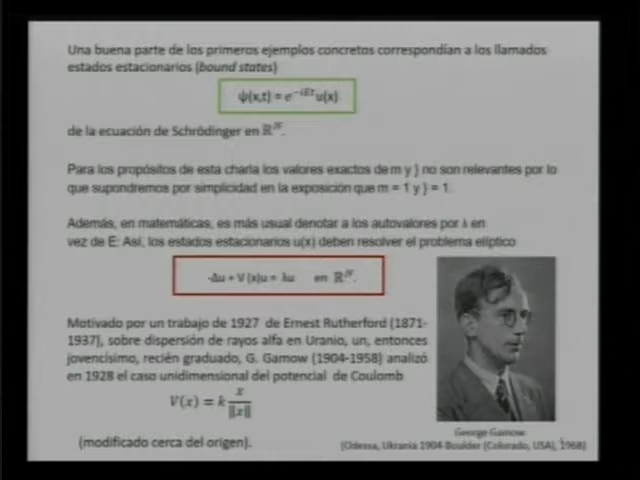 Una buena parte de los primeros ejemplos concretos correspondían a los llamados
estados estacionarios (bound states)
ψ(x,t) = e^{-iEt}u(x)
de la ecuación de Schrödinger en ℝᴺ.
Para los propósitos de esta charla los valores exactos de m y } no son relevantes por lo
que supondremos por simplicidad en la exposición que m = 1 y } = 1.
Además, en matemáticas, es más usual denotar a los autovalores por λ en
vez de E: Así, los estados estacionarios u(x) deben resolver el problema elíptico
-Δu + V (x)u = λu en ℝᴺ.
Motivado por un trabajo de 1927 de Ernest Rutherford (1871-
1937), sobre dispersión de rayos alfa en Uranio, un, entonces
jovencísimo, recién graduado, G. Gamow (1904-1958) analizó
en 1928 el caso unidimensional del potencial de Coulomb
V(x) = k x/‖x‖
(modificado cerca del origen).
George Gamow
(Odessa, Ukrania 1904-Boulder (Colorado, USA), 1968)